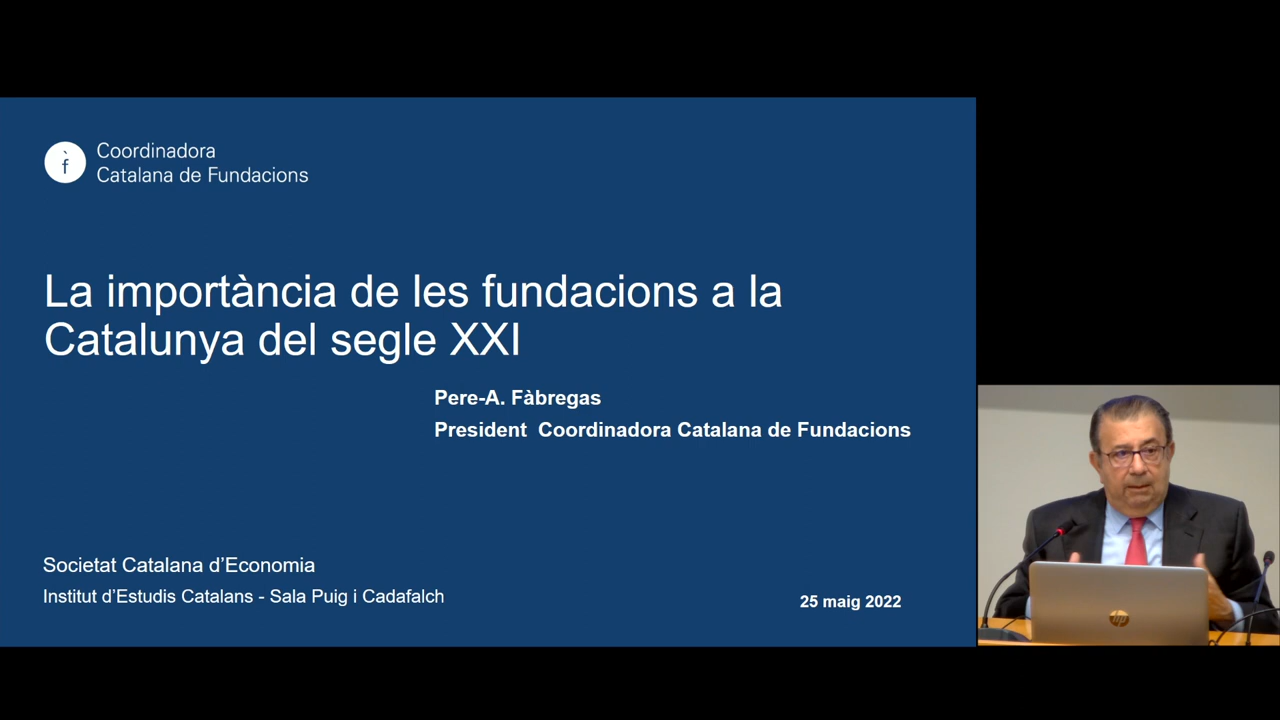 f
Coordinadora
Catalana de Fundacions
La importància de les fundacions a la
Catalunya del segle XXI
Pere-A. Fàbregas
President Coordinadora Catalana de Fundacions
Societat Catalana d’Economia
Institut d’Estudis Catalans - Sala Puig i Cadafalch
25 maig 2022
hp